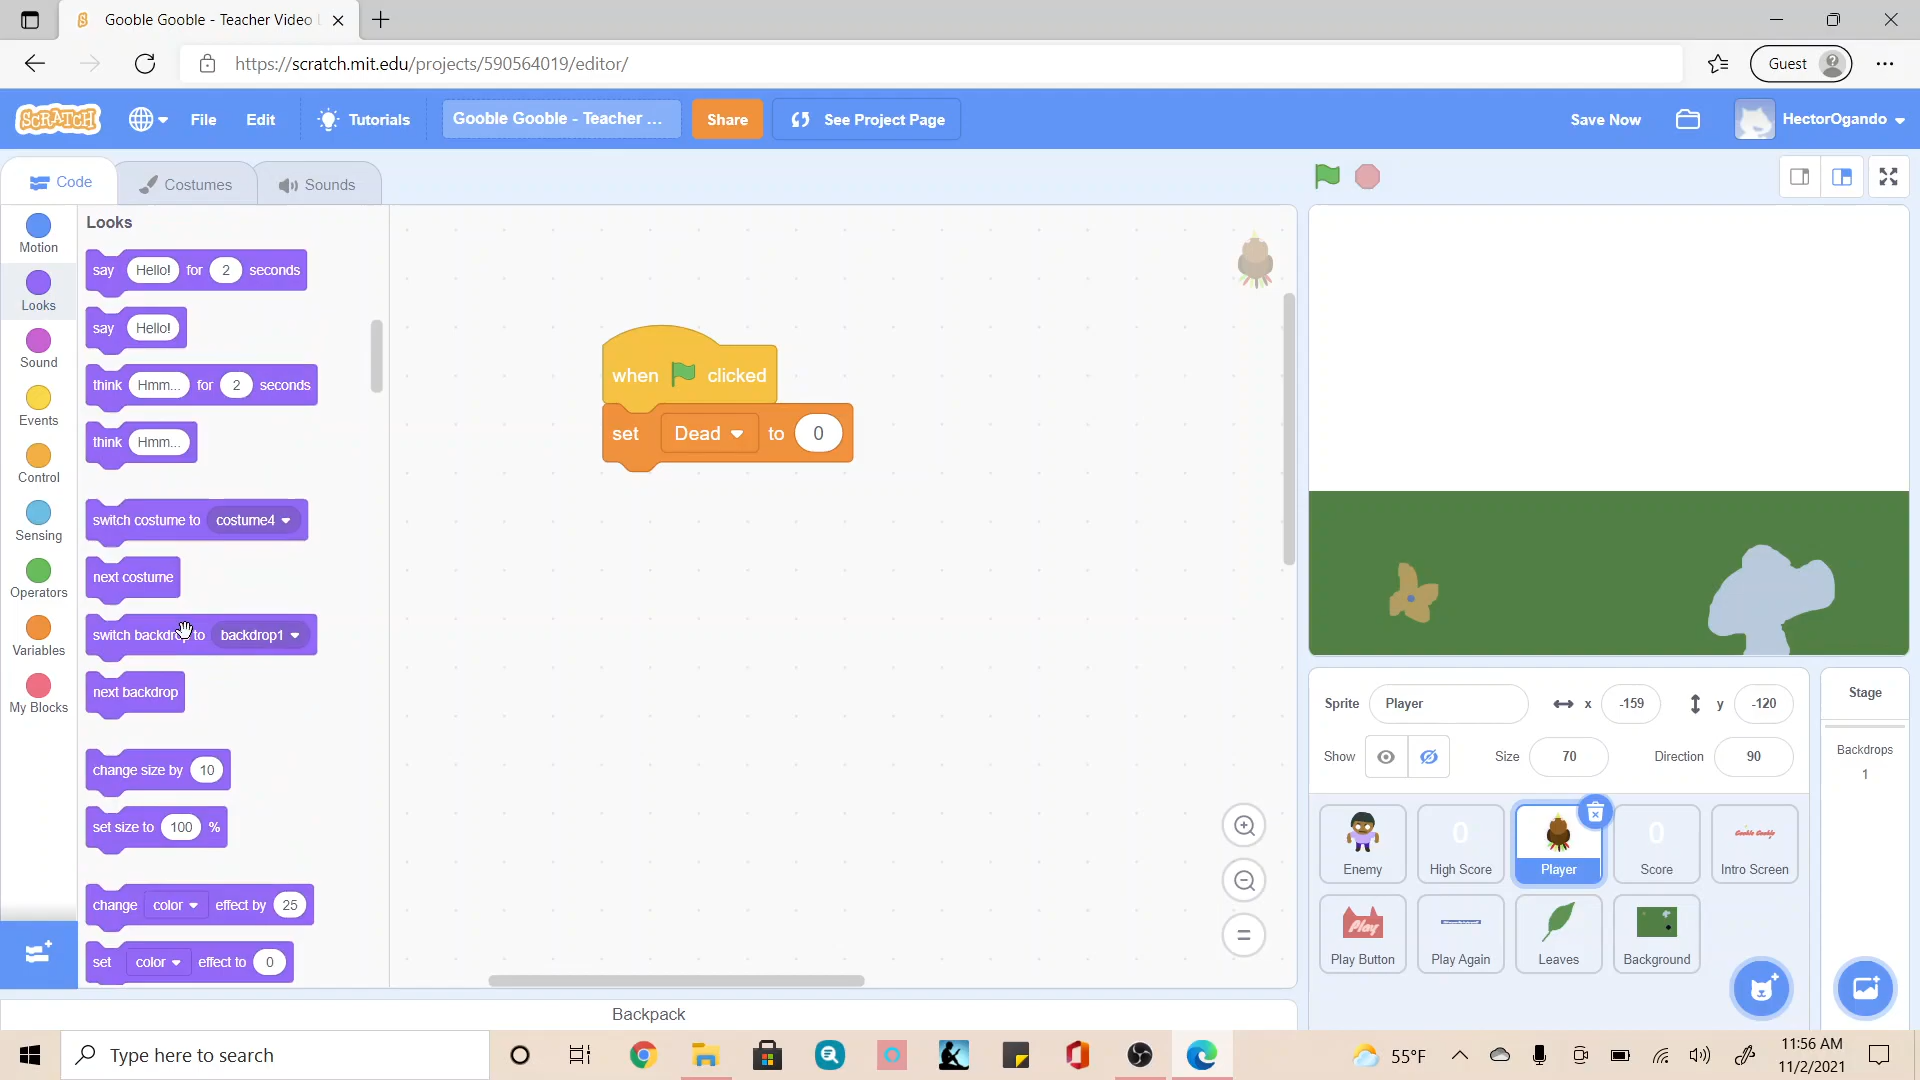 Gooble Gooble - Teacher Video
https://scratch.mit.edu/projects/590564019/editor/
Guest
SCRATCH
File
Edit
Tutorials
Gooble Gooble - Teacher ...
Share
See Project Page
Save Now
HectorOgando
Code
Costumes
Sounds
Motion
Looks
Sound
Events
Control
Sensing
Operators
Variables
My Blocks
Looks
say Hello! for 2 seconds
say Hello!
think Hmm... for 2 seconds
think Hmm...
switch costume to costume4
next costume
switch backdrop to backdrop1
next backdrop
change size by 10
set size to 100 %
change color effect by 25
set color effect to 0
when clicked
set Dead to 0
Sprite Player x -159 y -120
Show Size 70 Direction 90
Stage
Backdrops
1
Enemy
0
High Score
Player
0
Score
Gooble Gooble
Intro Screen
Play
Play Button
Play Again
Leaves
Background
Backpack
Type here to search
55°F
11:56 AM
11/2/2021